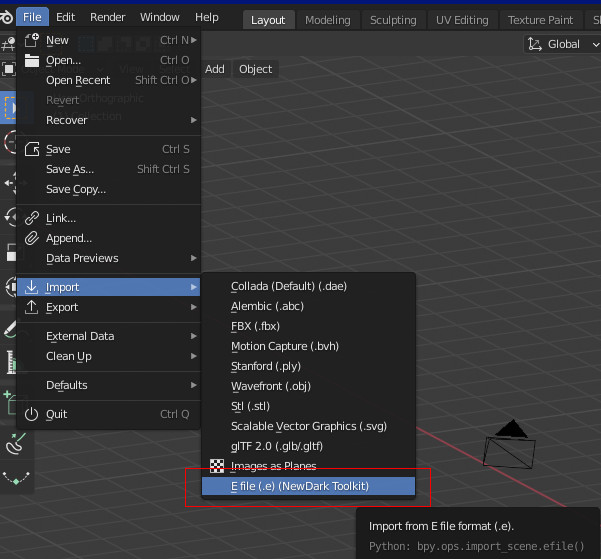 File Edit Render Window Help Layout Modeling Sculpting UV Editing Texture Paint
New Ctrl N
Global
Open... Ctrl O
Open Recent Shift Ctrl O
Add Object
Revert
Orthographic
Recover
Save Ctrl S
Save As... Shift Ctrl S
Save Copy...
Link...
Append...
Data Previews
Import
Export
External Data
Clean Up
Defaults
Quit Ctrl Q
Collada (Default) (.dae)
Alembic (.abc)
FBX (.fbx)
Motion Capture (.bvh)
Stanford (.ply)
Wavefront (.obj)
Stl (.stl)
Scalable Vector Graphics (.svg)
glTF 2.0 (.glb/.gltf)
Images as Planes
E file (.e) (NewDark Toolkit)
Import from E file format (.e).
Python: bpy.ops.import_scene.efile()